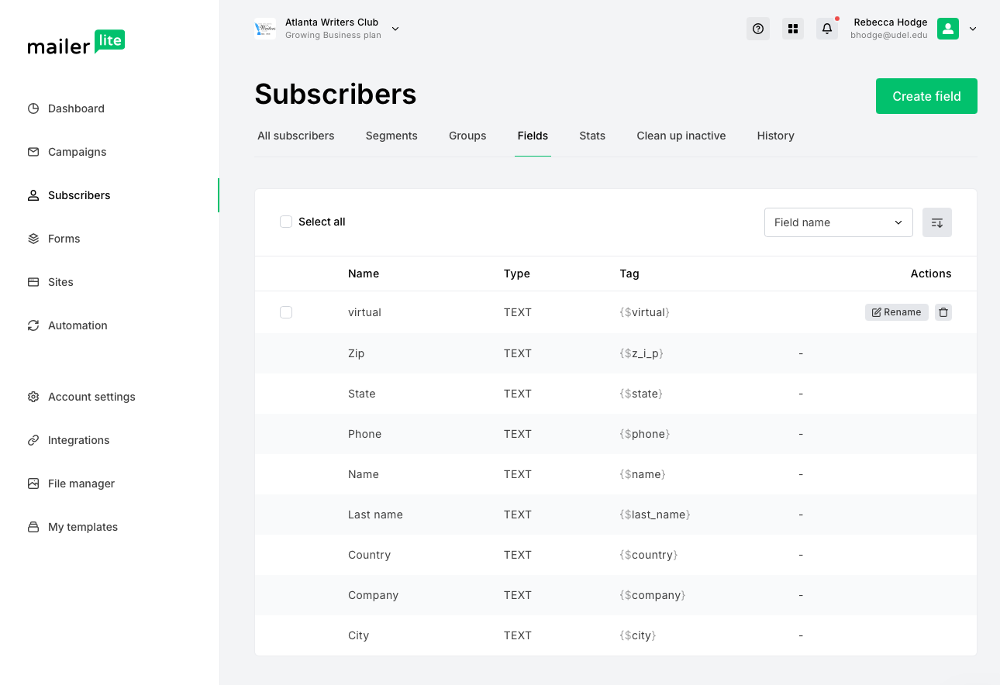 mailer lite
Atlanta Writers Club
Growing Business plan
Rebecca Hodge
bhodge@udel.edu
Dashboard
Campaigns
Subscribers
Forms
Sites
Automation
Account settings
Integrations
File manager
My templates
Subscribers
Create field
All subscribers Segments Groups Fields Stats Clean up inactive History
Select all
Field name
Name Type Tag Actions
virtual TEXT {$virtual} Rename
Zip TEXT {$z_i_p} -
State TEXT {$state} -
Phone TEXT {$phone} -
Name TEXT {$name} -
Last name TEXT {$last_name} -
Country TEXT {$country} -
Company TEXT {$company} -
City TEXT {$city} -